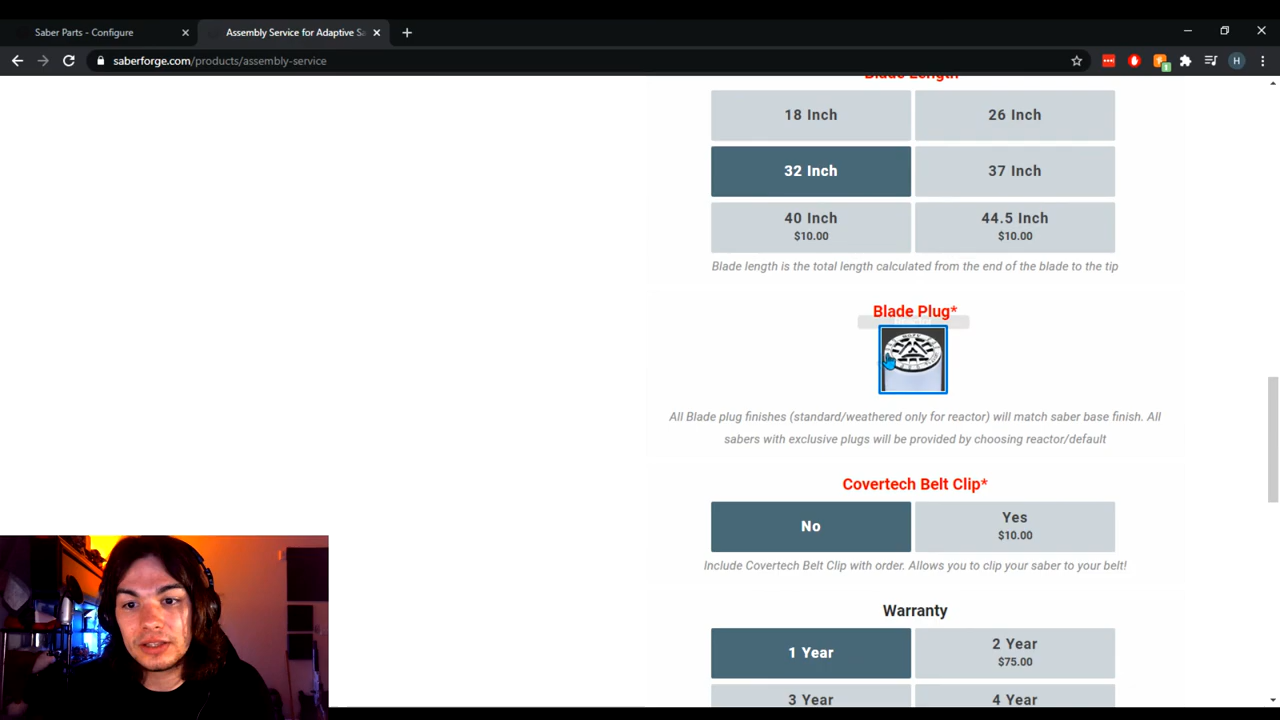 Saber Parts - Configure
Assembly Service for Adaptive Sa
saberforge.com/products/assembly-service
H
1
Blade Length
18 Inch
26 Inch
32 Inch
37 Inch
40 Inch
$10.00
44.5 Inch
$10.00
Blade length is the total length calculated from the end of the blade to the tip
Blade Plug*
All Blade plug finishes (standard/weathered only for reactor) will match saber base finish. All
sabers with exclusive plugs will be provided by choosing reactor/default
Covertech Belt Clip*
No
Yes
$10.00
Include Covertech Belt Clip with order. Allows you to clip your saber to your belt!
Warranty
1 Year
2 Year
$75.00
3 Year
4 Year